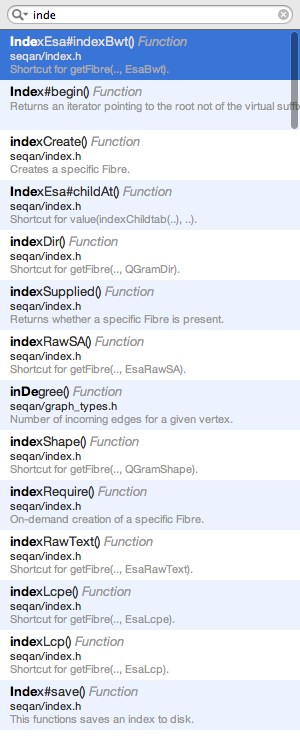 inde
IndexEsa#indexBwt() Function
seqan/index.h
Shortcut for getFibre(.., EsaBwt).
Index#begin() Function
Returns an iterator pointing to the root not of the virtual suffix
indexCreate() Function
seqan/index.h
Creates a specific Fibre.
IndexEsa#childAt() Function
seqan/index.h
Shortcut for value(indexChildtab(..), ..).
indexDir() Function
seqan/index.h
Shortcut for getFibre(.., QGramDir).
indexSupplied() Function
seqan/index.h
Returns whether a specific Fibre is present.
indexRawSA() Function
seqan/index.h
Shortcut for getFibre(.., EsaRawSA).
inDegree() Function
seqan/graph_types.h
Number of incoming edges for a given vertex.
indexShape() Function
seqan/index.h
Shortcut for getFibre(.., QGramShape).
indexRequire() Function
seqan/index.h
On-demand creation of a specific Fibre.
indexRawText() Function
seqan/index.h
Shortcut for getFibre(.., EsaRawText).
indexLcpe() Function
seqan/index.h
Shortcut for getFibre(.., EsaLcpe).
indexLcp() Function
seqan/index.h
Shortcut for getFibre(.., EsaLcp).
Index#save() Function
seqan/index.h
This functions saves an index to disk.